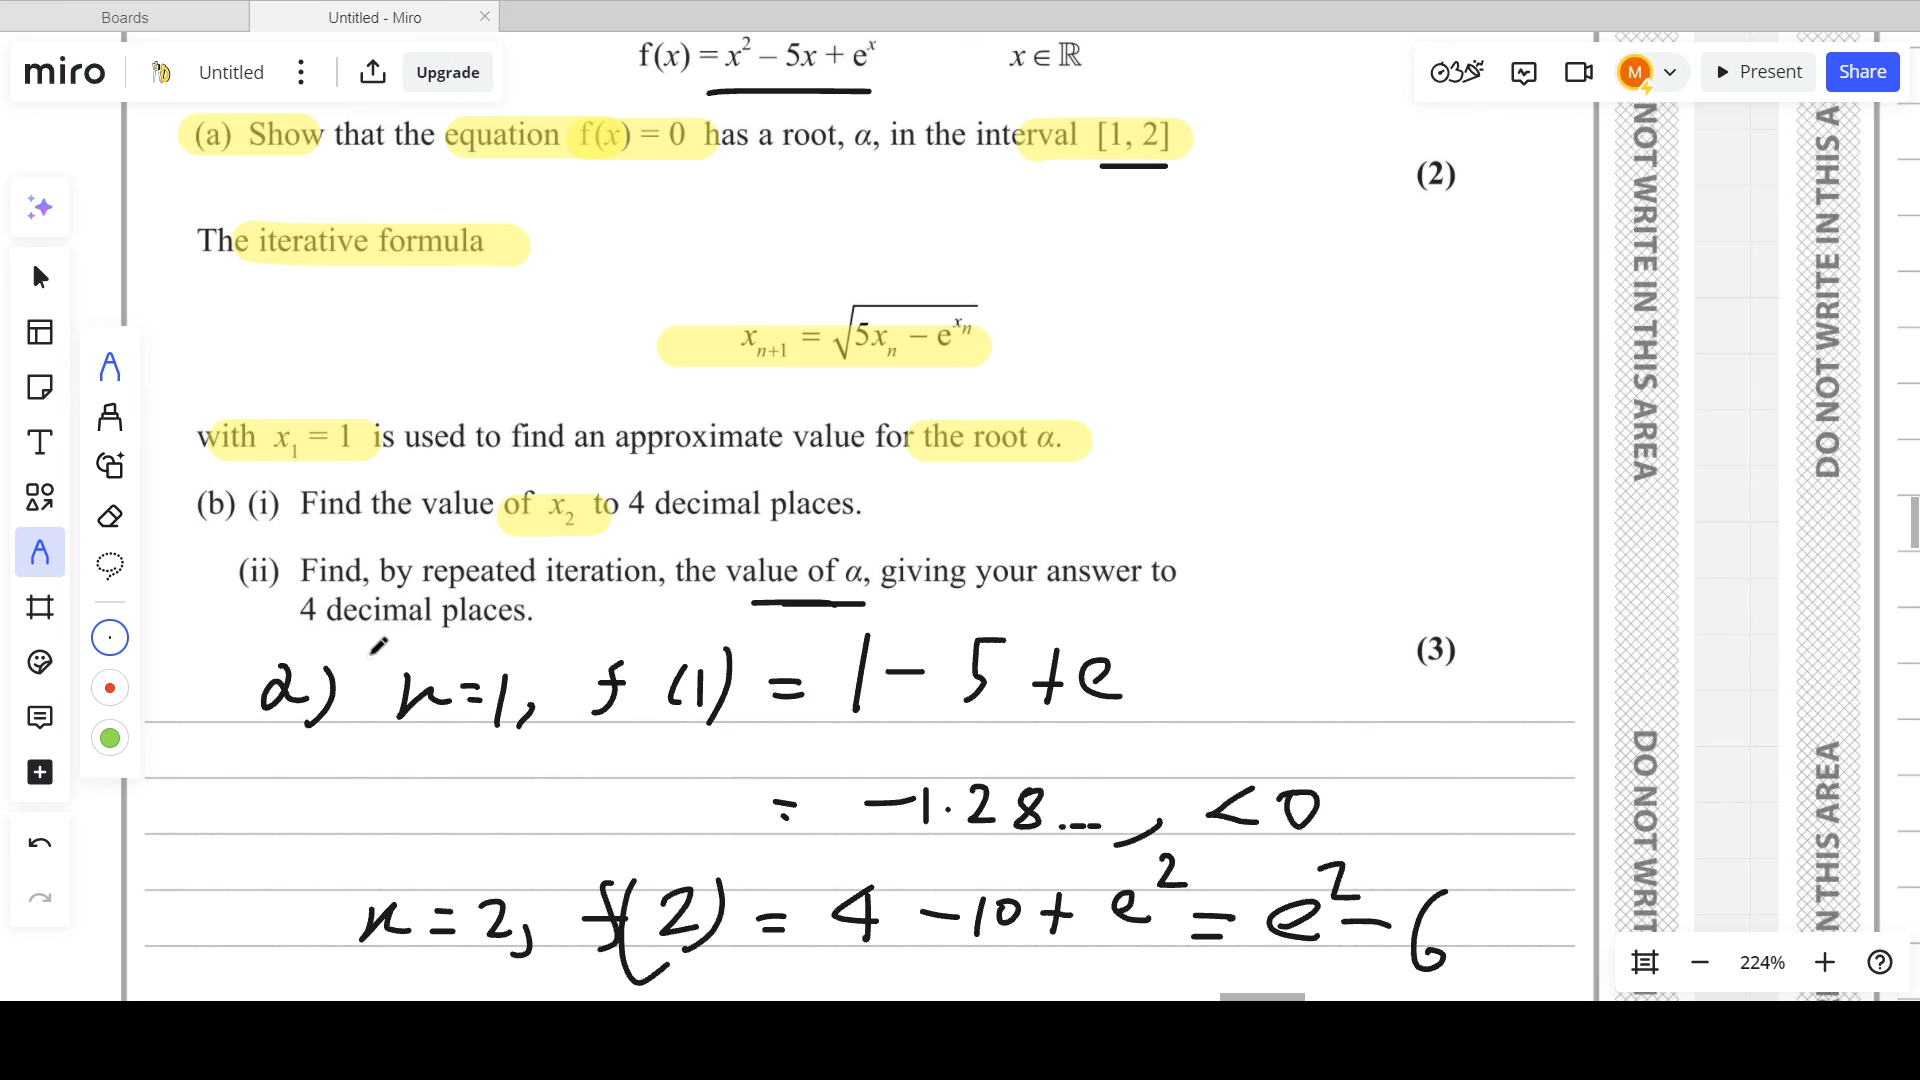 Boards
Untitled - Miro
miro
Untitled
Upgrade
M
Present
Share
f(x) = x² − 5x + eˣ x ∈ ℝ
(a) Show that the equation f(x) = 0 has a root, α, in the interval [1, 2]
(2)
The iterative formula
xₙ₊₁ = √(5xₙ − e^(xₙ))
with x₁ = 1 is used to find an approximate value for the root α.
(b) (i) Find the value of x₂ to 4 decimal places.
(ii) Find, by repeated iteration, the value of α, giving your answer to
4 decimal places.
(3)
a) x=1, f(1) = 1 − 5 + e
= −1.28..., <0
x=2, f(2) = 4 −10 + e² = e² − 6
NOT WRITE IN THIS AREA
DO NOT WRITE IN THIS A
DO NOT WRIT
N THIS AREA
224%